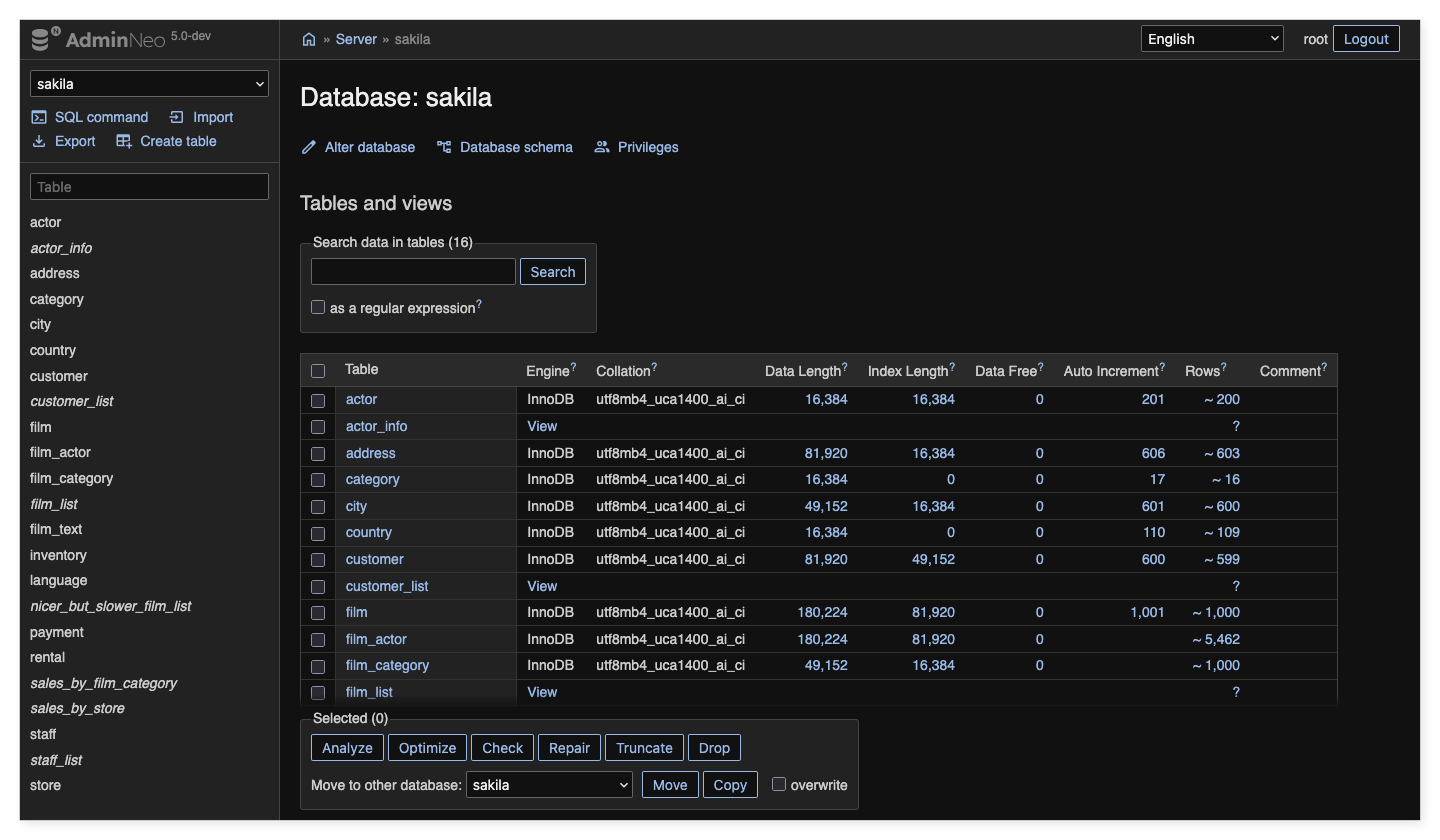 AdminNeo 5.0-dev
» Server » sakila
English
root Logout
sakila
SQL command Import
Export Create table
Table
actor
actor_info
address
category
city
country
customer
customer_list
film
film_actor
film_category
film_list
film_text
inventory
language
nicer_but_slower_film_list
payment
rental
sales_by_film_category
sales_by_store
staff
staff_list
store
Database: sakila
Alter database Database schema Privileges
Tables and views
Search data in tables (16)
Search
as a regular expression?
Table Engine? Collation? Data Length? Index Length? Data Free? Auto Increment? Rows? Comment?
actor InnoDB utf8mb4_uca1400_ai_ci 16,384 16,384 0 201 ~ 200
actor_info View ?
address InnoDB utf8mb4_uca1400_ai_ci 81,920 16,384 0 606 ~ 603
category InnoDB utf8mb4_uca1400_ai_ci 16,384 0 0 17 ~ 16
city InnoDB utf8mb4_uca1400_ai_ci 49,152 16,384 0 601 ~ 600
country InnoDB utf8mb4_uca1400_ai_ci 16,384 0 0 110 ~ 109
customer InnoDB utf8mb4_uca1400_ai_ci 81,920 49,152 0 600 ~ 599
customer_list View ?
film InnoDB utf8mb4_uca1400_ai_ci 180,224 81,920 0 1,001 ~ 1,000
film_actor InnoDB utf8mb4_uca1400_ai_ci 180,224 81,920 0 ~ 5,462
film_category InnoDB utf8mb4_uca1400_ai_ci 49,152 16,384 0 ~ 1,000
film_list View ?
Selected (0)
Analyze Optimize Check Repair Truncate Drop
Move to other database: sakila Move Copy overwrite